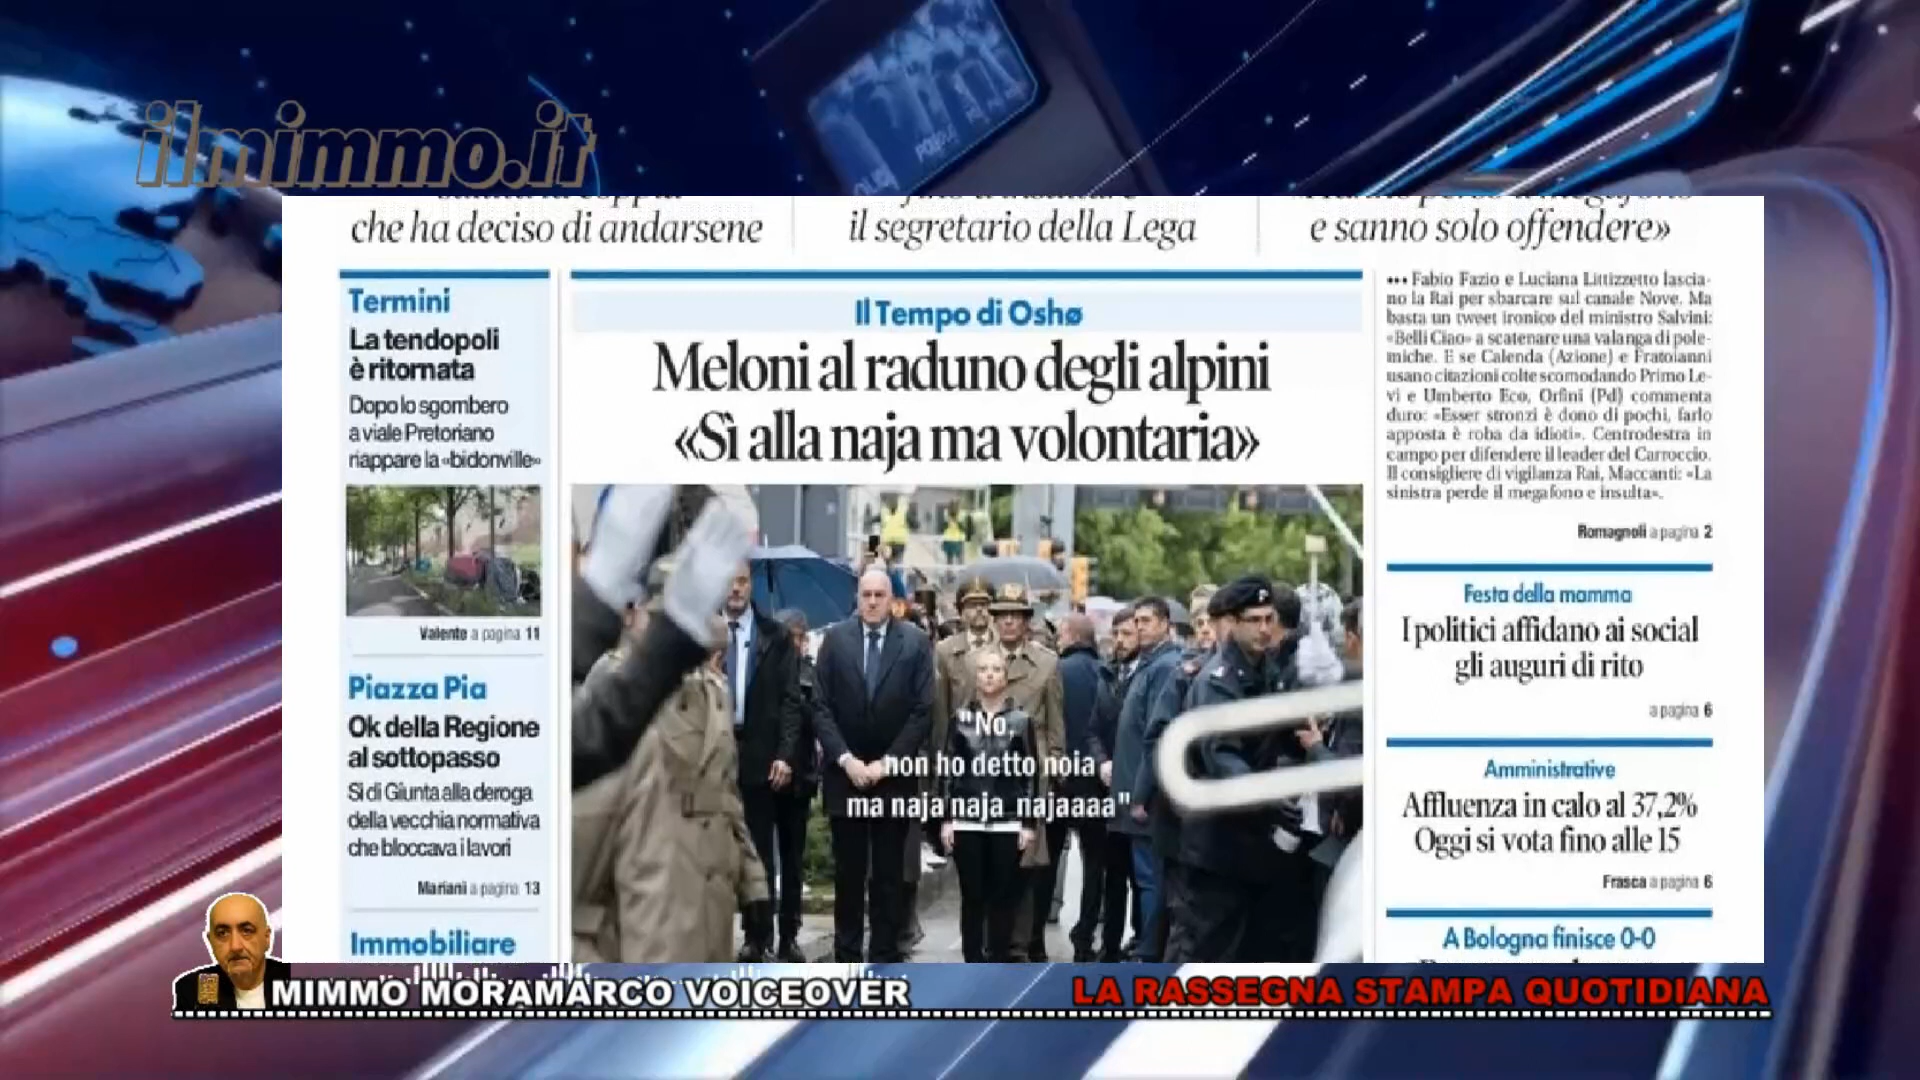 ilmimmo.it
che ha deciso di andarsene
il segretario della Lega
e sanno solo offendere»
Termini
La tendopoli
è ritornata
Dopo lo sgombero
a viale Pretoriano
riappare la «bidonville»
Valente a pagina 11
Piazza Pia
Ok della Regione
al sottopasso
Sì di Giunta alla deroga
della vecchia normativa
che bloccava i lavori
Mariani a pagina 13
Immobiliare
Il Tempo di Oshø
Meloni al raduno degli alpini
«Sì alla naja ma volontaria»
"No,
non ho detto noia
ma naja naja najaaaa"
••• Fabio Fazio e Luciana Littizzetto lascia-
no la Rai per sbarcare sul canale Nove. Ma
basta un tweet ironico del ministro Salvini:
«Belli Ciao» a scatenare una valanga di pole-
miche. E se Calenda (Azione) e Fratoianni
usano citazioni colte scomodando Primo Le-
vi e Umberto Eco, Orfini (Pd) commenta
duro: «Esser stronzi è dono di pochi, farlo
apposta è roba da idioti». Centrodestra in
campo per difendere il leader del Carroccio.
Il consigliere di vigilanza Rai, Maccanti: «La
sinistra perde il megafono e insulta».
Romagnoli a pagina 2
Festa della mamma
I politici affidano ai social
gli auguri di rito
a pagina 6
Amministrative
Affluenza in calo al 37,2%
Oggi si vota fino alle 15
Frasca a pagina 6
A Bologna finisce 0-0
MIMMO MORAMARCO VOICEOVER
LA RASSEGNA STAMPA QUOTIDIANA